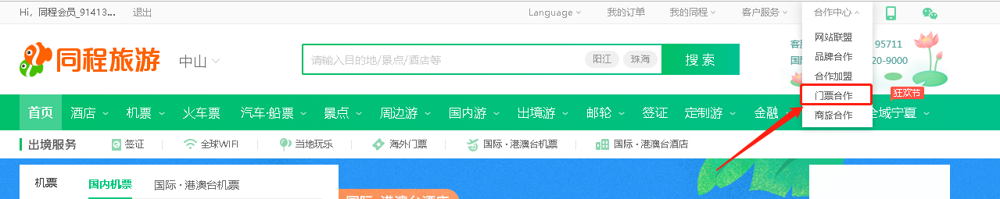 Hi，同程会员_91413... 退出 Language 我的订单 我的同程 客户服务 合作中心
网站联盟
品牌合作
合作加盟
门票合作
商旅合作
同程旅游 中山 请输入目的地/景点/酒店等 阳江 珠海 搜索
95711
0-9000
狂欢节
首页 酒店 机票 火车票 汽车·船票 景点 周边游 国内游 出境游 邮轮 签证 定制游 金融 全域宁夏
出境服务 签证 全球WIFI 当地玩乐 海外门票 国际·港澳台机票 国际·港澳台酒店
机票 国内机票 国际·港澳台机票
国际·港澳台酒店